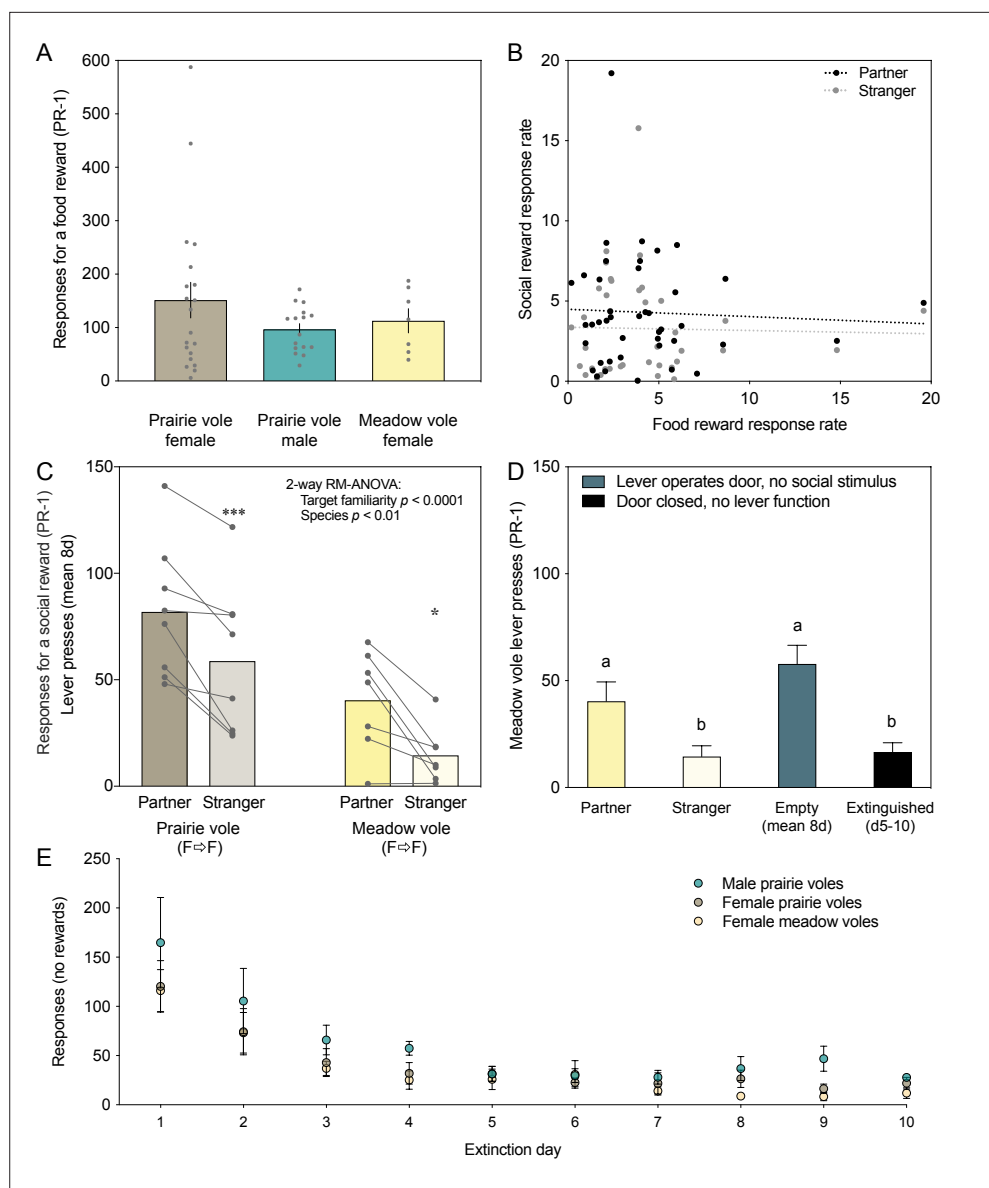 A
Responses for a food reward (PR-1)
600
500
400
300
200
100
0
Prairie vole
female
Prairie vole
male
Meadow vole
female
B
Social reward response rate
20
15
10
5
0
Partner
Stranger
0
5
10
15
20
Food reward response rate
C
Responses for a social reward (PR-1)
Lever presses (mean 8d)
150
100
50
0
2-way RM-ANOVA:
Target familiarity p < 0.0001
Species p < 0.01
***
*
Partner
Stranger
Partner
Stranger
Prairie vole
(F⇨F)
Meadow vole
(F⇨F)
D
Meadow vole lever presses (PR-1)
150
100
50
0
Lever operates door, no social stimulus
Door closed, no lever function
a
b
a
b
Partner
Stranger
Empty
(mean 8d)
Extinguished
(d5-10)
E
Responses (no rewards)
250
200
150
100
50
0
Male prairie voles
Female prairie voles
Female meadow voles
1
2
3
4
5
6
7
8
9
10
Extinction day